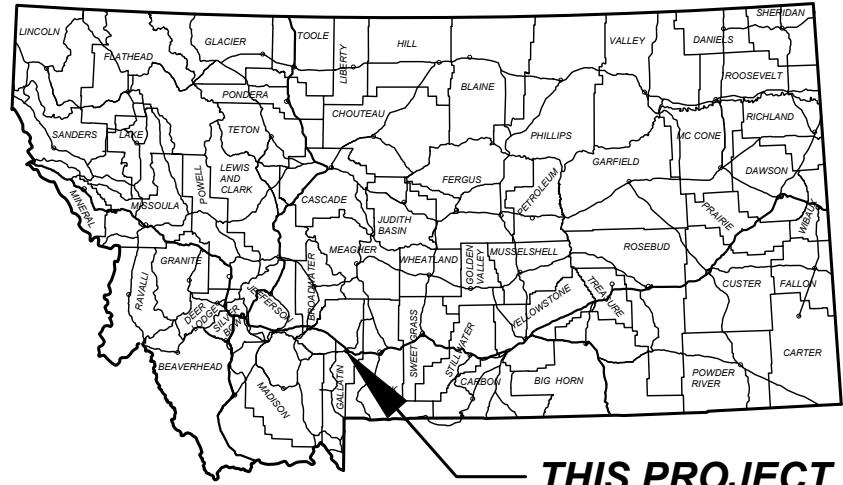 LINCOLN
FLATHEAD
GLACIER
TOOLE
LIBERTY
HILL
BLAINE
VALLEY
DANIELS
SHERIDAN
ROOSEVELT
PONDERA
CHOUTEAU
PHILLIPS
RICHLAND
SANDERS
LAKE
TETON
MC CONE
GARFIELD
DAWSON
MINERAL
MISSOULA
POWELL
LEWIS
AND
CLARK
CASCADE
FERGUS
PETROLEUM
PRAIRIE
WIBAUX
JUDITH
BASIN
GRANITE
RAVALLI
MEAGHER
WHEATLAND
GOLDEN
VALLEY
MUSSELSHELL
ROSEBUD
TREASURE
CUSTER
FALLON
DEER
LODGE
SILVER
BOW
JEFFERSON
BROADWATER
YELLOWSTONE
BEAVERHEAD
MADISON
GALLATIN
SWEET GRASS
STILLWATER
CARBON
BIG HORN
POWDER
RIVER
CARTER
THIS PROJECT